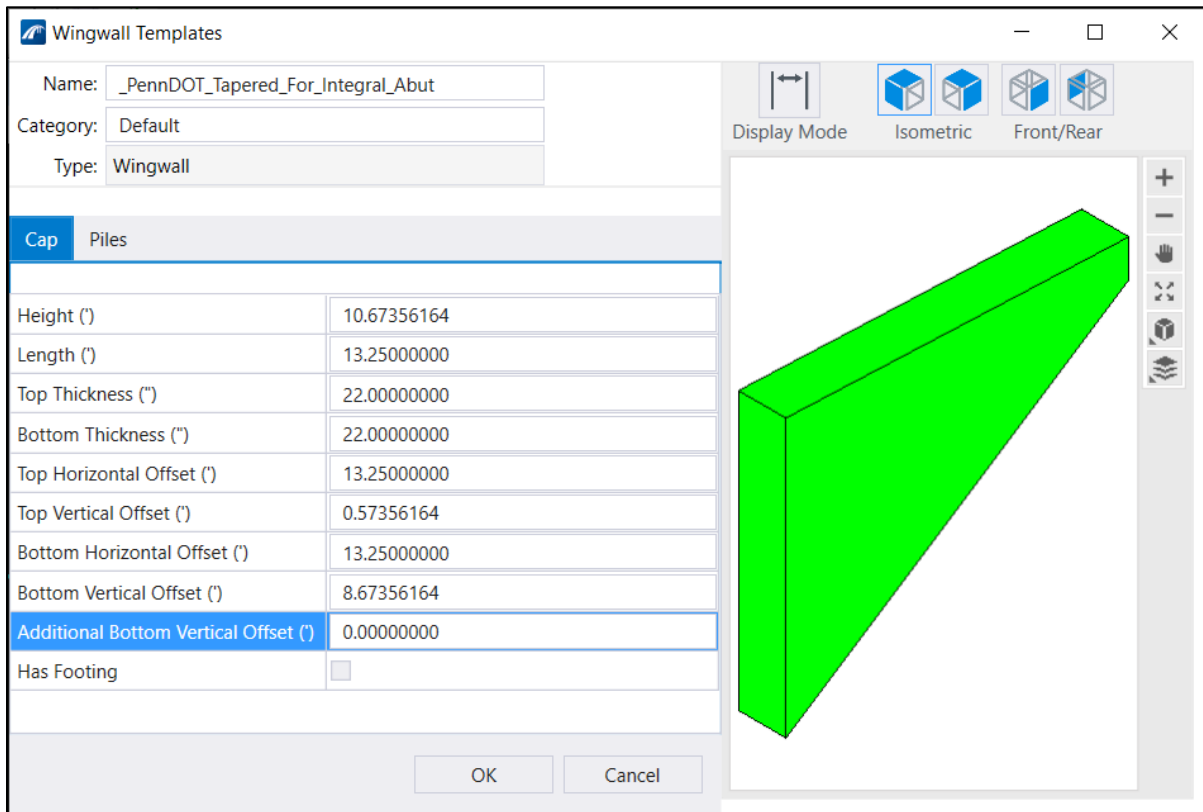 Wingwall Templates
Name: _PennDOT_Tapered_For_Integral_Abut
Category: Default
Type: Wingwall
Display Mode Isometric Front/Rear
Cap Piles
Height (') 10.67356164
Length (') 13.25000000
Top Thickness (") 22.00000000
Bottom Thickness (") 22.00000000
Top Horizontal Offset (') 13.25000000
Top Vertical Offset (') 0.57356164
Bottom Horizontal Offset (') 13.25000000
Bottom Vertical Offset (') 8.67356164
Additional Bottom Vertical Offset (') 0.00000000
Has Footing
OK Cancel